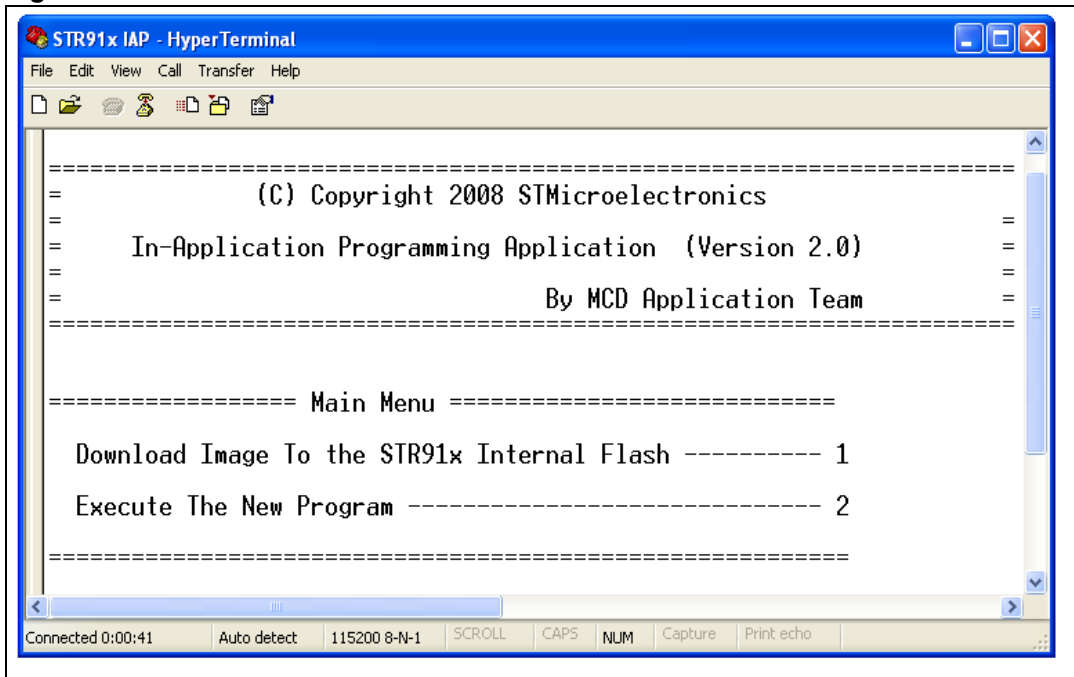 STR91x IAP - HyperTerminal
File Edit View Call Transfer Help
====================================================================== 
= (C) Copyright 2008 STMicroelectronics
= =
= In-Application Programming Application (Version 2.0) =
= =
= By MCD Application Team =
======================================================================
================== Main Menu ============================
Download Image To the STR91x Internal Flash ---------- 1
Execute The New Program ------------------------------ 2
==========================================================
Connected 0:00:41 Auto detect 115200 8-N-1 SCROLL CAPS NUM Capture Print echo